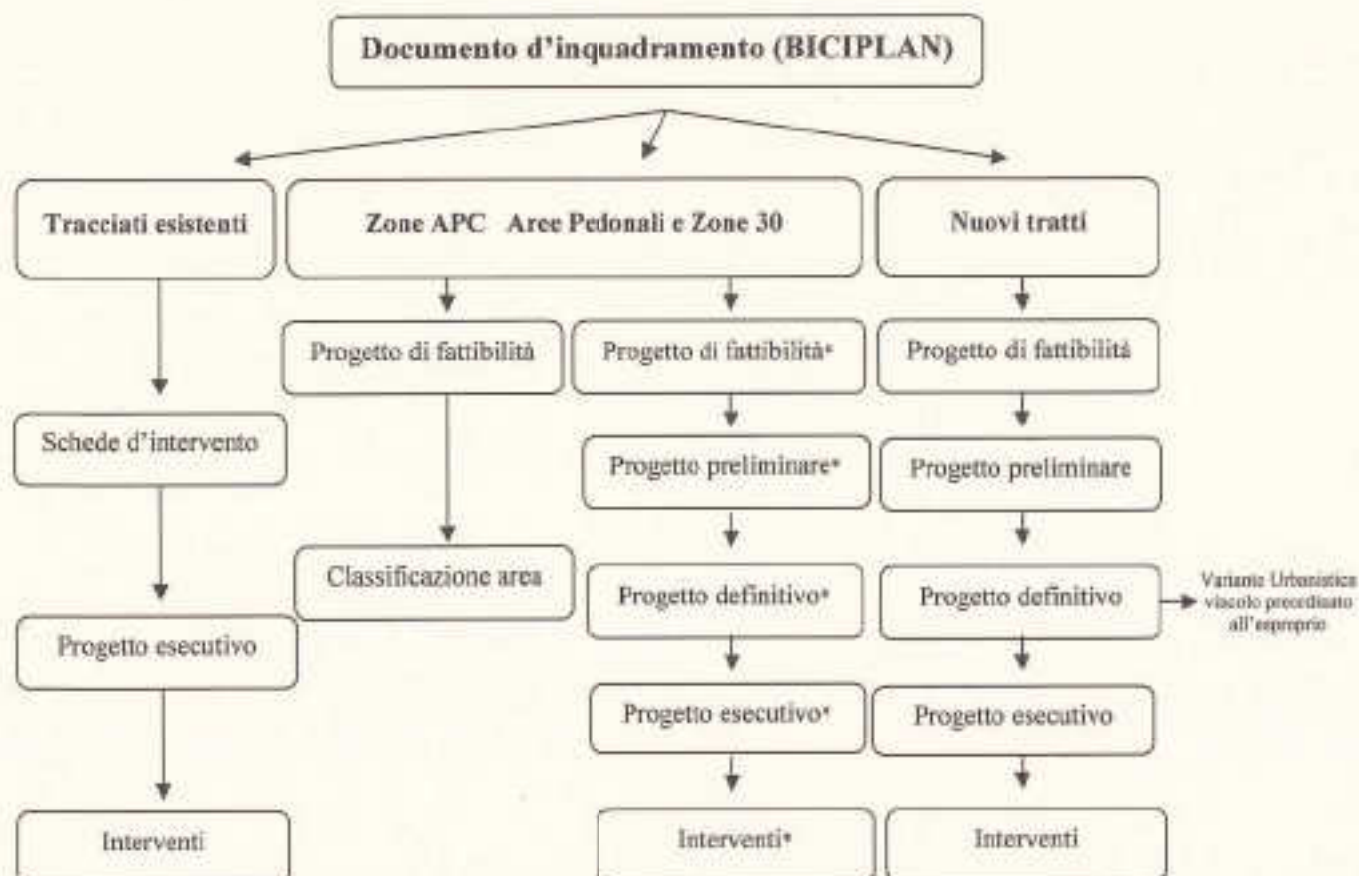 Documento d'inquadramento (BICIPLAN)
Tracciati esistenti
Zone APC Aree Pedonali e Zone 30
Nuovi tratti
Progetto di fattibilità
Progetto di fattibilità*
Progetto di fattibilità
Schede d'intervento
Progetto preliminare*
Progetto preliminare
Classificazione area
Progetto definitivo*
Progetto definitivo
Variante Urbanistica
vincolo preordinato
all'esproprio
Progetto esecutivo
Progetto esecutivo*
Progetto esecutivo
Interventi
Interventi*
Interventi